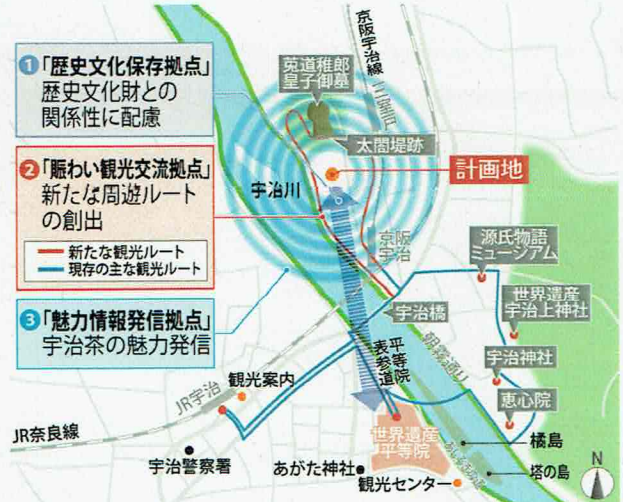 1「歴史文化保存拠点」
歴史文化財との
関係性に配慮
2「賑わい観光交流拠点」
新たな周遊ルート
の創出
新たな観光ルート
現存の主な観光ルート
3「魅力情報発信拠点」
宇治茶の魅力発信
京阪宇治線
莵道稚郎
皇子御墓
太閤堤跡
計画地
宇治川
京阪
宇治
源氏物語
ミュージアム
世界遺産
宇治上神社
宇治橋
朝霧通り
宇治神社
恵心院
平等院
表参道
JR宇治
観光案内
JR奈良線
宇治警察署
世界遺産
平等院
あがた神社
観光センター
橘島
塔の島
N